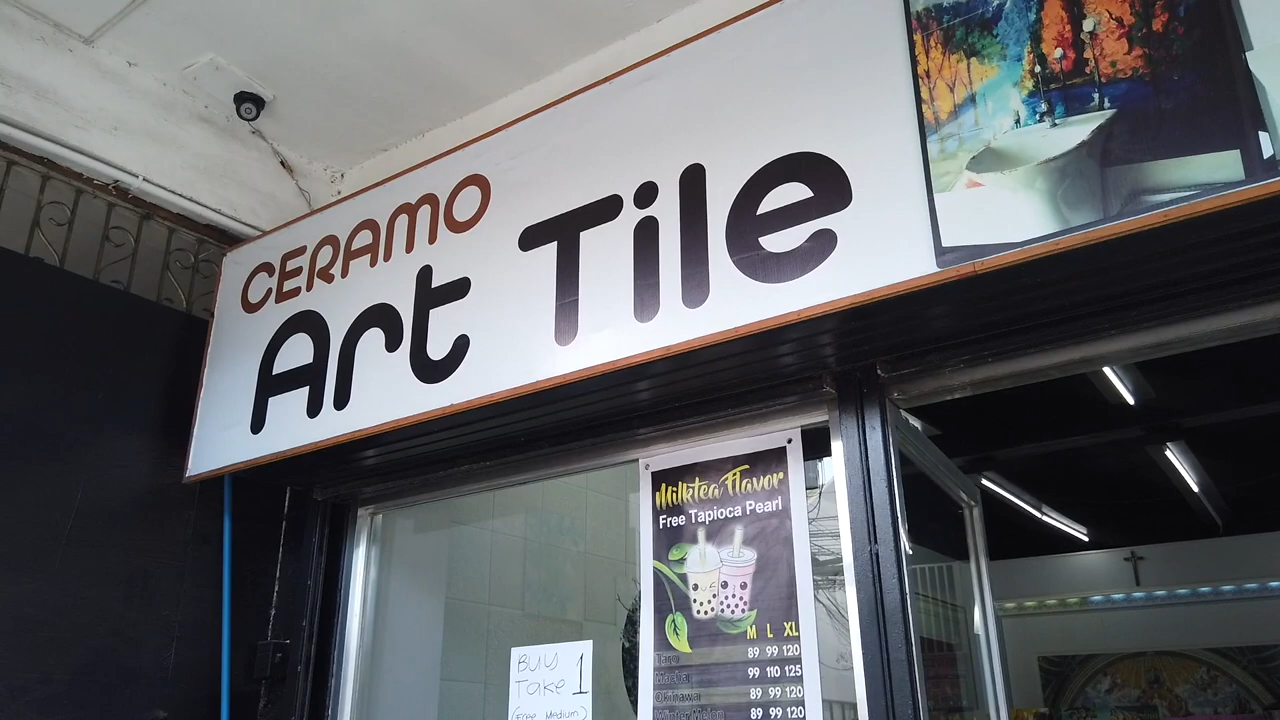 CERAMO
Art Tile
Milktea Flavor
Free Tapioca Pearl
M L XL
Taro 89 99 120
Macha 99 110 125
Okinawa 89 99 120
Winter Melon 89 99 120
BUY
Take 1
(Free Medium)